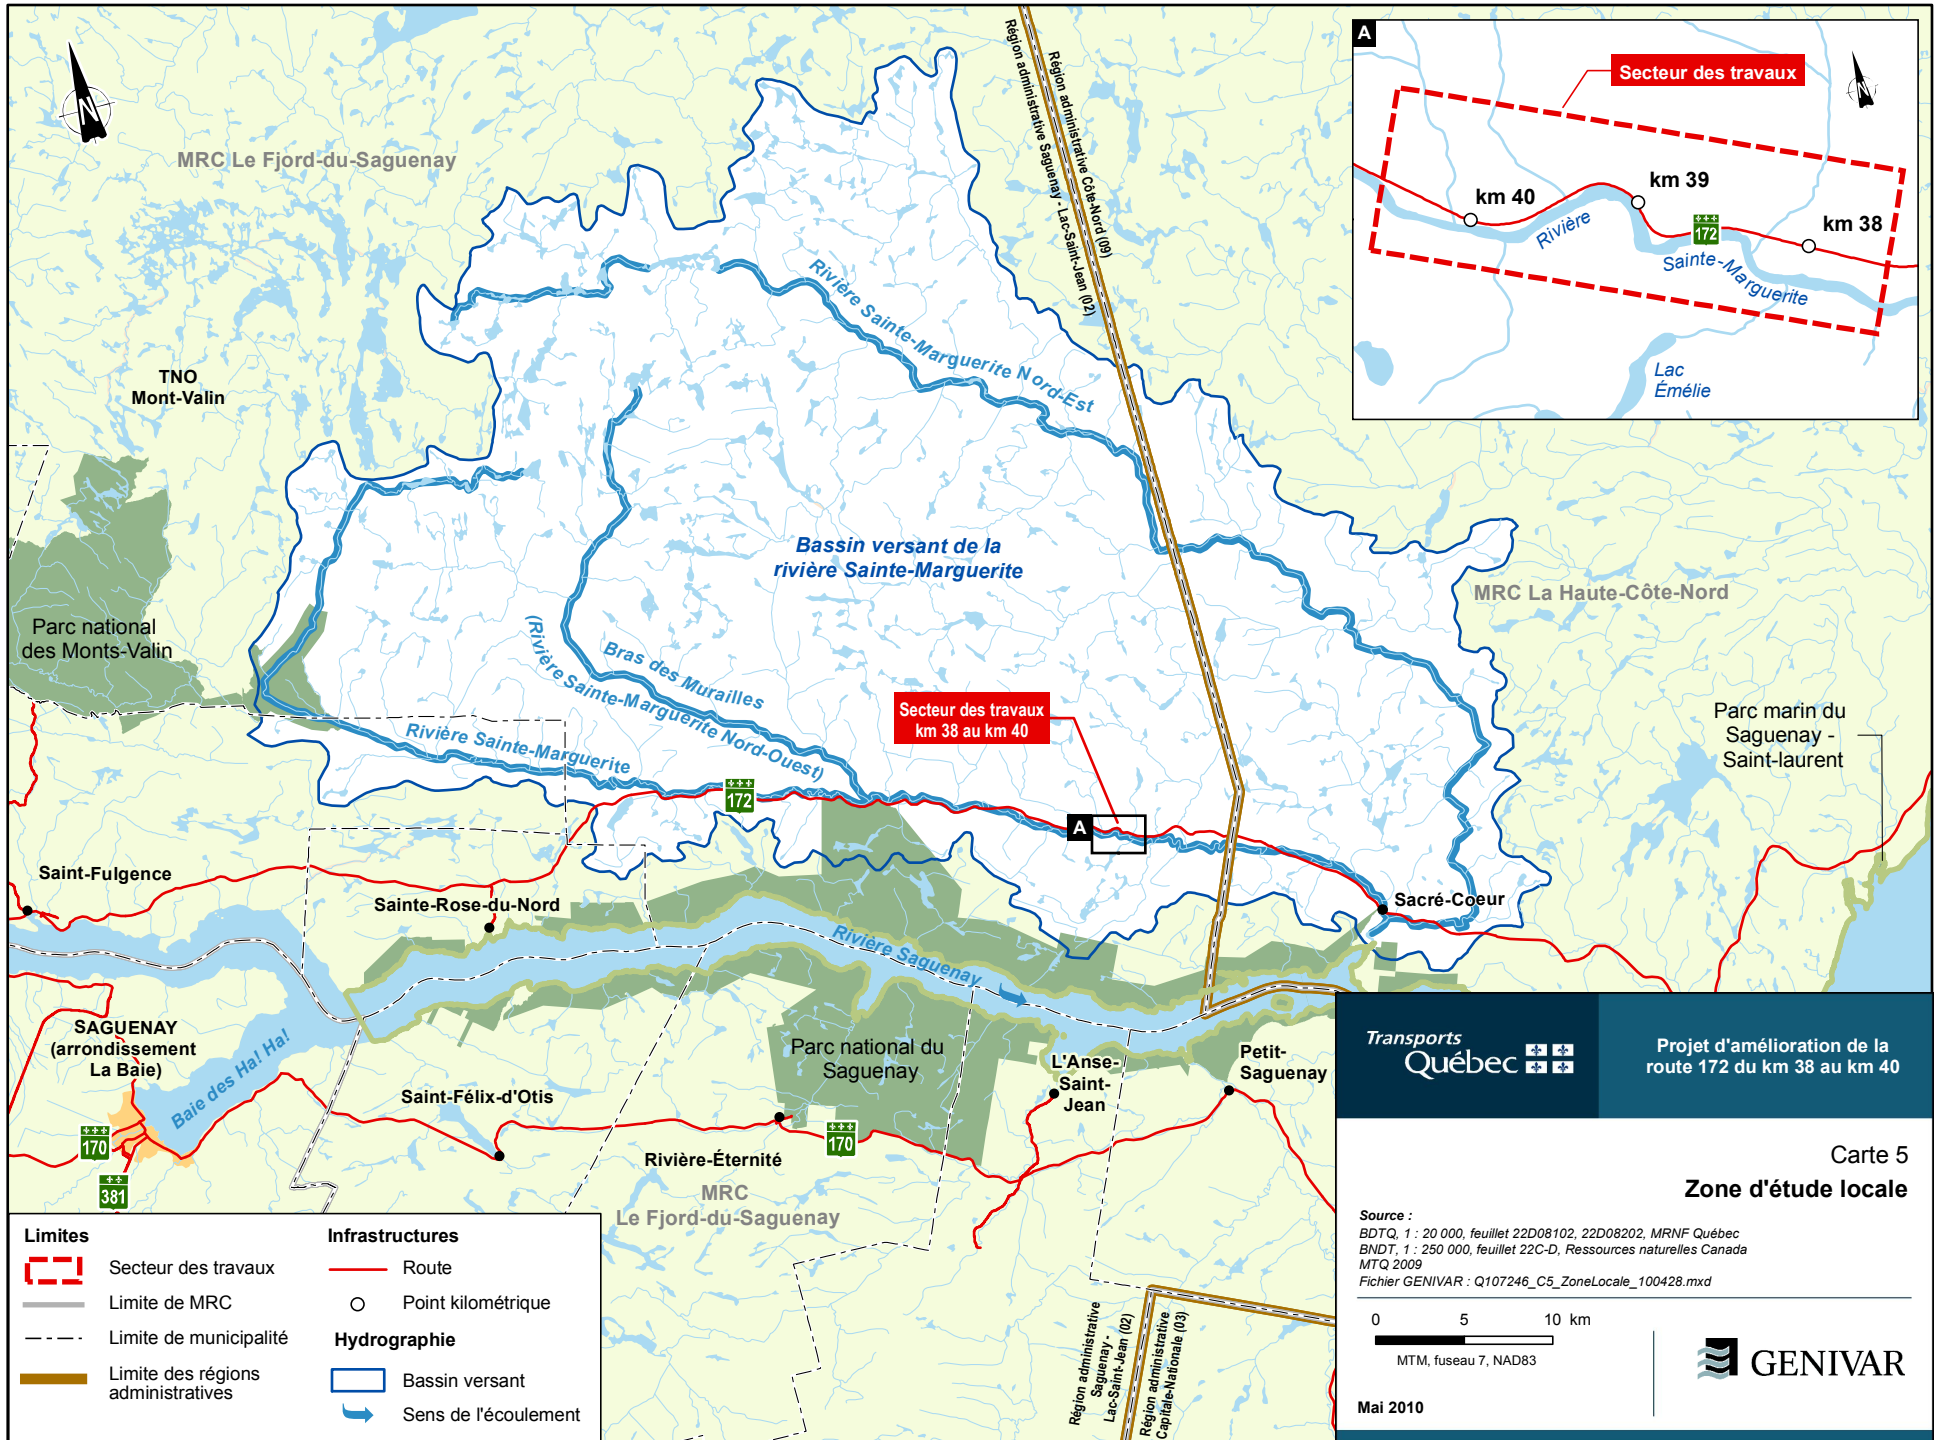 N
MRC Le Fjord-du-Saguenay
TNO
Mont-Valin
Parc national
des Monts-Valin
Région administrative Saguenay - Lac-Saint-Jean (02)
Région administrative Côte-Nord (09)
Rivière Sainte-Marguerite Nord-Est
Bassin versant de la
rivière Sainte-Marguerite
Bras des Murailles
(Rivière Sainte-Marguerite Nord-Ouest)
Rivière Sainte-Marguerite
172
Secteur des travaux
km 38 au km 40
A
MRC La Haute-Côte-Nord
Parc marin du
Saguenay -
Saint-laurent
Saint-Fulgence
Sainte-Rose-du-Nord
Sacré-Coeur
Rivière Saguenay
SAGUENAY
(arrondissement
La Baie)
Baie des Ha! Ha!
170
381
Saint-Félix-d'Otis
Parc national du
Saguenay
L'Anse-
Saint-
Jean
Petit-
Saguenay
Rivière-Éternité
170
MRC
Le Fjord-du-Saguenay
Région administrative
Saguenay -
Lac-Saint-Jean (02)
Région administrative
Capitale-Nationale (03)
A
Secteur des travaux
N
km 40
km 39
km 38
172
Rivière
Sainte-Marguerite
Lac
Émélie
Limites
Secteur des travaux
Limite de MRC
Limite de municipalité
Limite des régions
administratives
Infrastructures
Route
Point kilométrique
Hydrographie
Bassin versant
Sens de l'écoulement
Transports
Québec
Projet d'amélioration de la
route 172 du km 38 au km 40
Carte 5
Zone d'étude locale
Source :
BDTQ, 1 : 20 000, feuillet 22D08102, 22D08202, MRNF Québec
BNDT, 1 : 250 000, feuillet 22C-D, Ressources naturelles Canada
MTQ 2009
Fichier GENIVAR : Q107246_C5_ZoneLocale_100428.mxd
0 5 10 km
MTM, fuseau 7, NAD83
GENIVAR
Mai 2010